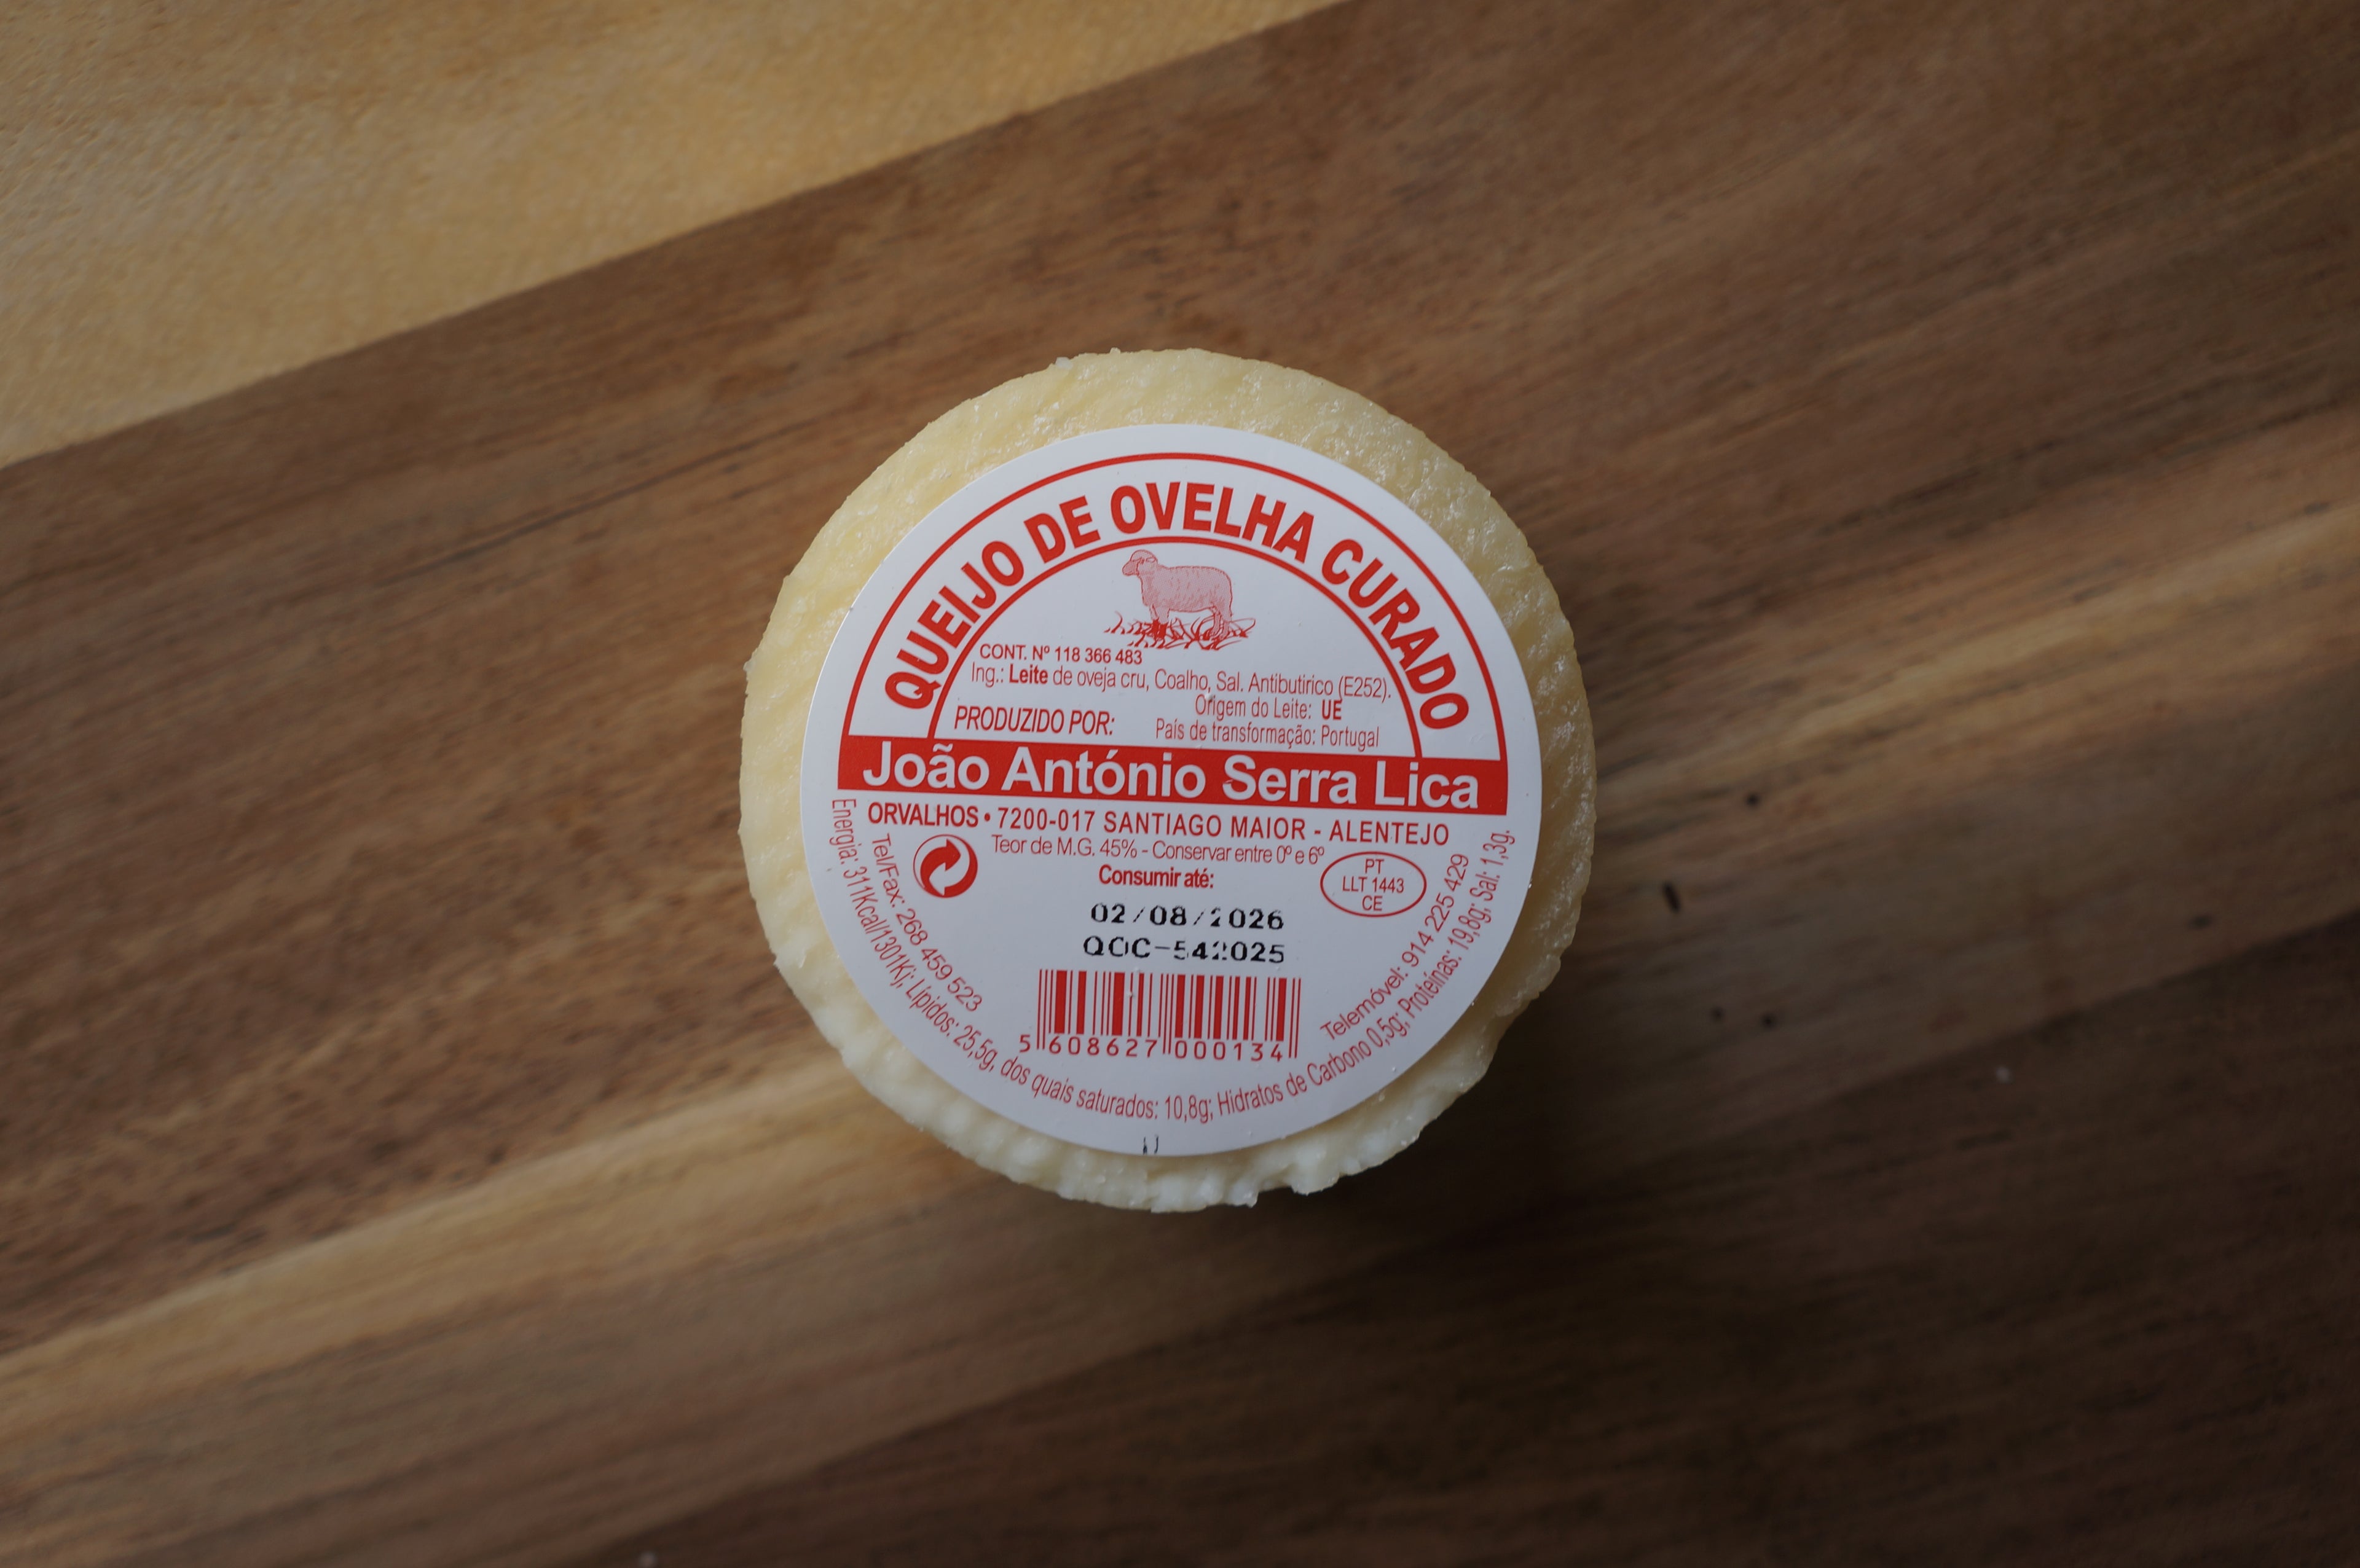 QUEIJO DE OVELHA CURADO
CONT. Nº 118 366 483
Ing.: Leite de oveja cru, Coalho, Sal. Antibutirico (E252).
Origem do Leite: UE
PRODUZIDO POR:
País de transformação: Portugal
João António Serra Lica
ORVALHOS • 7200-017 SANTIAGO MAIOR - ALENTEJO
Teor de M.G. 45% - Conservar entre 0º e 6º
Consumir até:
PT
LLT 1443
CE
02/08/2026
QOC-542025
5 608627 000134
Tel/Fax: 268 459 523
Telemóvel: 914 225 429
Energia: 311Kcal/1301Kj; Lípidos: 25,5g, dos quais saturados: 10,8g; Hidratos de Carbono 0,5g; Proteínas: 19,8g; Sal: 1,3g.